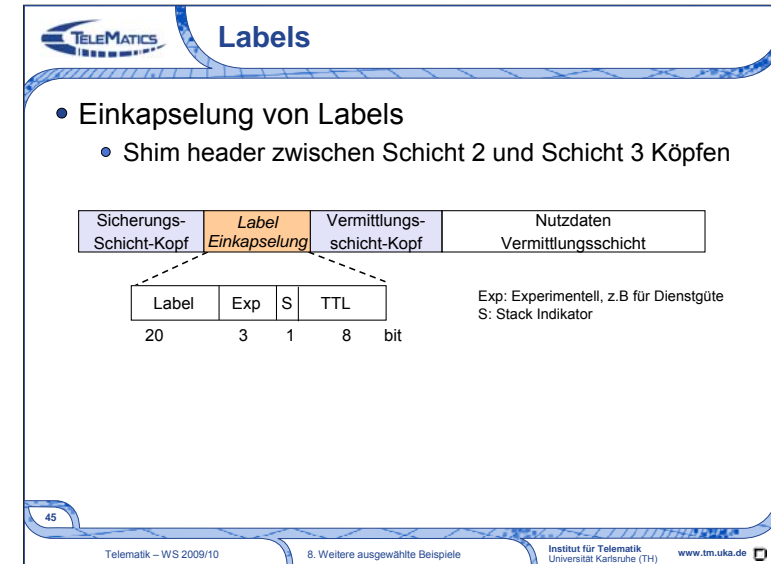 TELEMATICS
Labels
Einkapselung von Labels
Shim header zwischen Schicht 2 und Schicht 3 Köpfen
Sicherungs-
Schicht-Kopf
Label
Einkapselung
Vermittlungs-
schicht-Kopf
Nutzdaten
Vermittlungsschicht
Label Exp S TTL
20 3 1 8 bit
Exp: Experimentell, z.B für Dienstgüte
S: Stack Indikator
45
Telematik – WS 2009/10
8. Weitere ausgewählte Beispiele
Institut für Telematik
Universität Karlsruhe (TH)
www.tm.uka.de